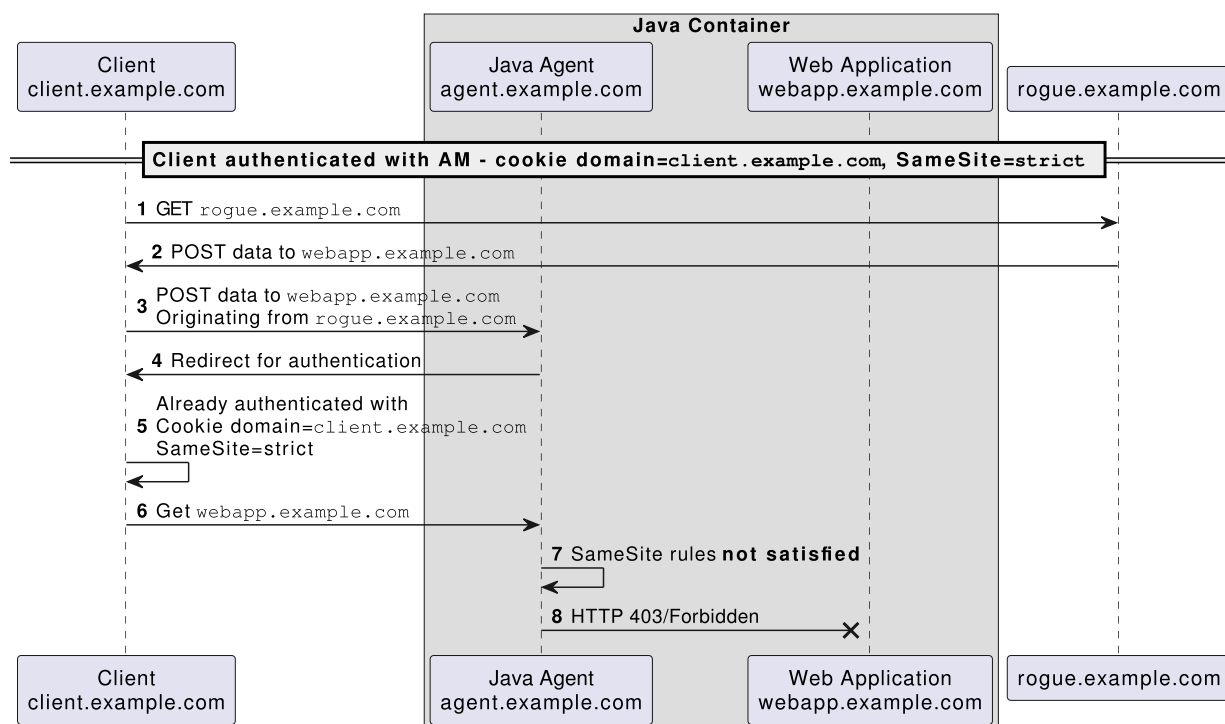 Java Container
Client
client.example.com
Java Agent
agent.example.com
Web Application
webapp.example.com
rogue.example.com
Client authenticated with AM - cookie domain=client.example.com, SameSite=strict
1 GET rogue.example.com
2 POST data to webapp.example.com
3 POST data to webapp.example.com
Originating from rogue.example.com
4 Redirect for authentication
Already authenticated with
5 Cookie domain=client.example.com
SameSite=strict
6 Get webapp.example.com
7 SameSite rules not satisfied
8 HTTP 403/Forbidden
Client
client.example.com
Java Agent
agent.example.com
Web Application
webapp.example.com
rogue.example.com